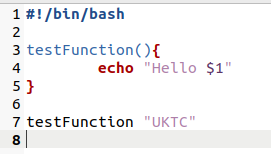 1 #!/bin/bash
2
3 testFunction(){
4         echo "Hello $1"
5 }
6
7 testFunction "UKTC"
8